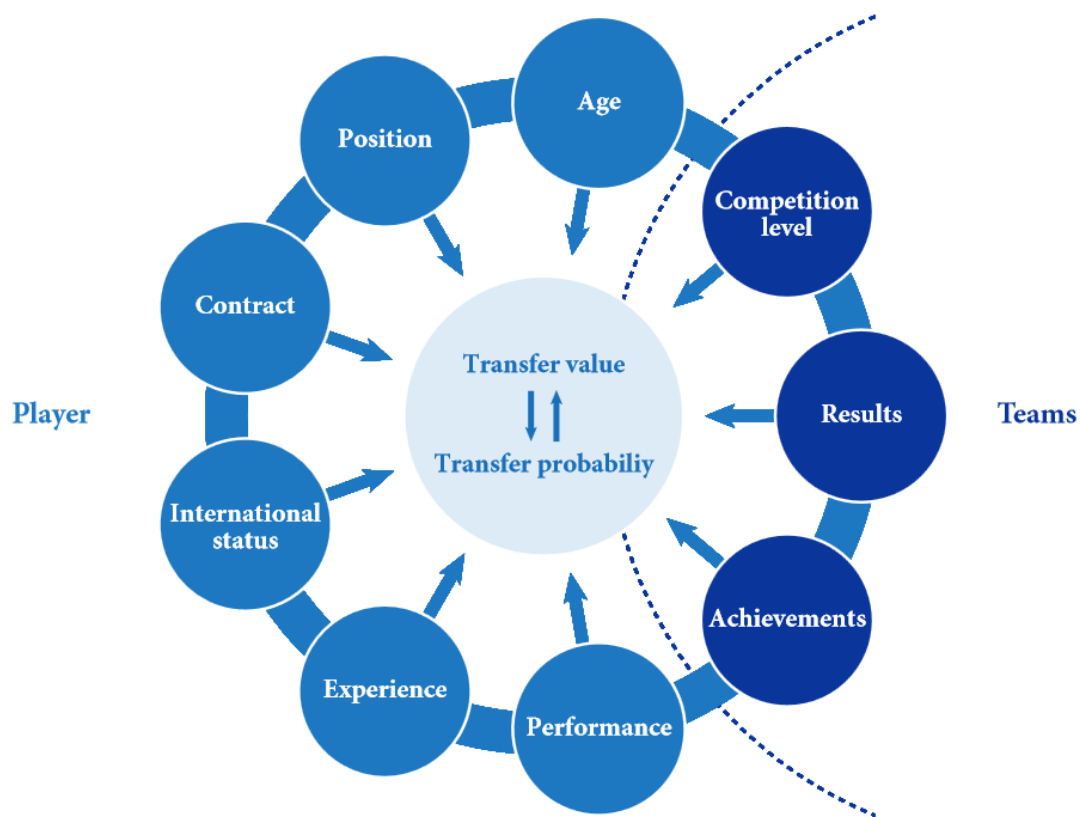 Age
Position
Competition
level
Contract
Transfer value
Player
Results
Teams
Transfer probabiliy
International
status
Achievements
Experience
Performance